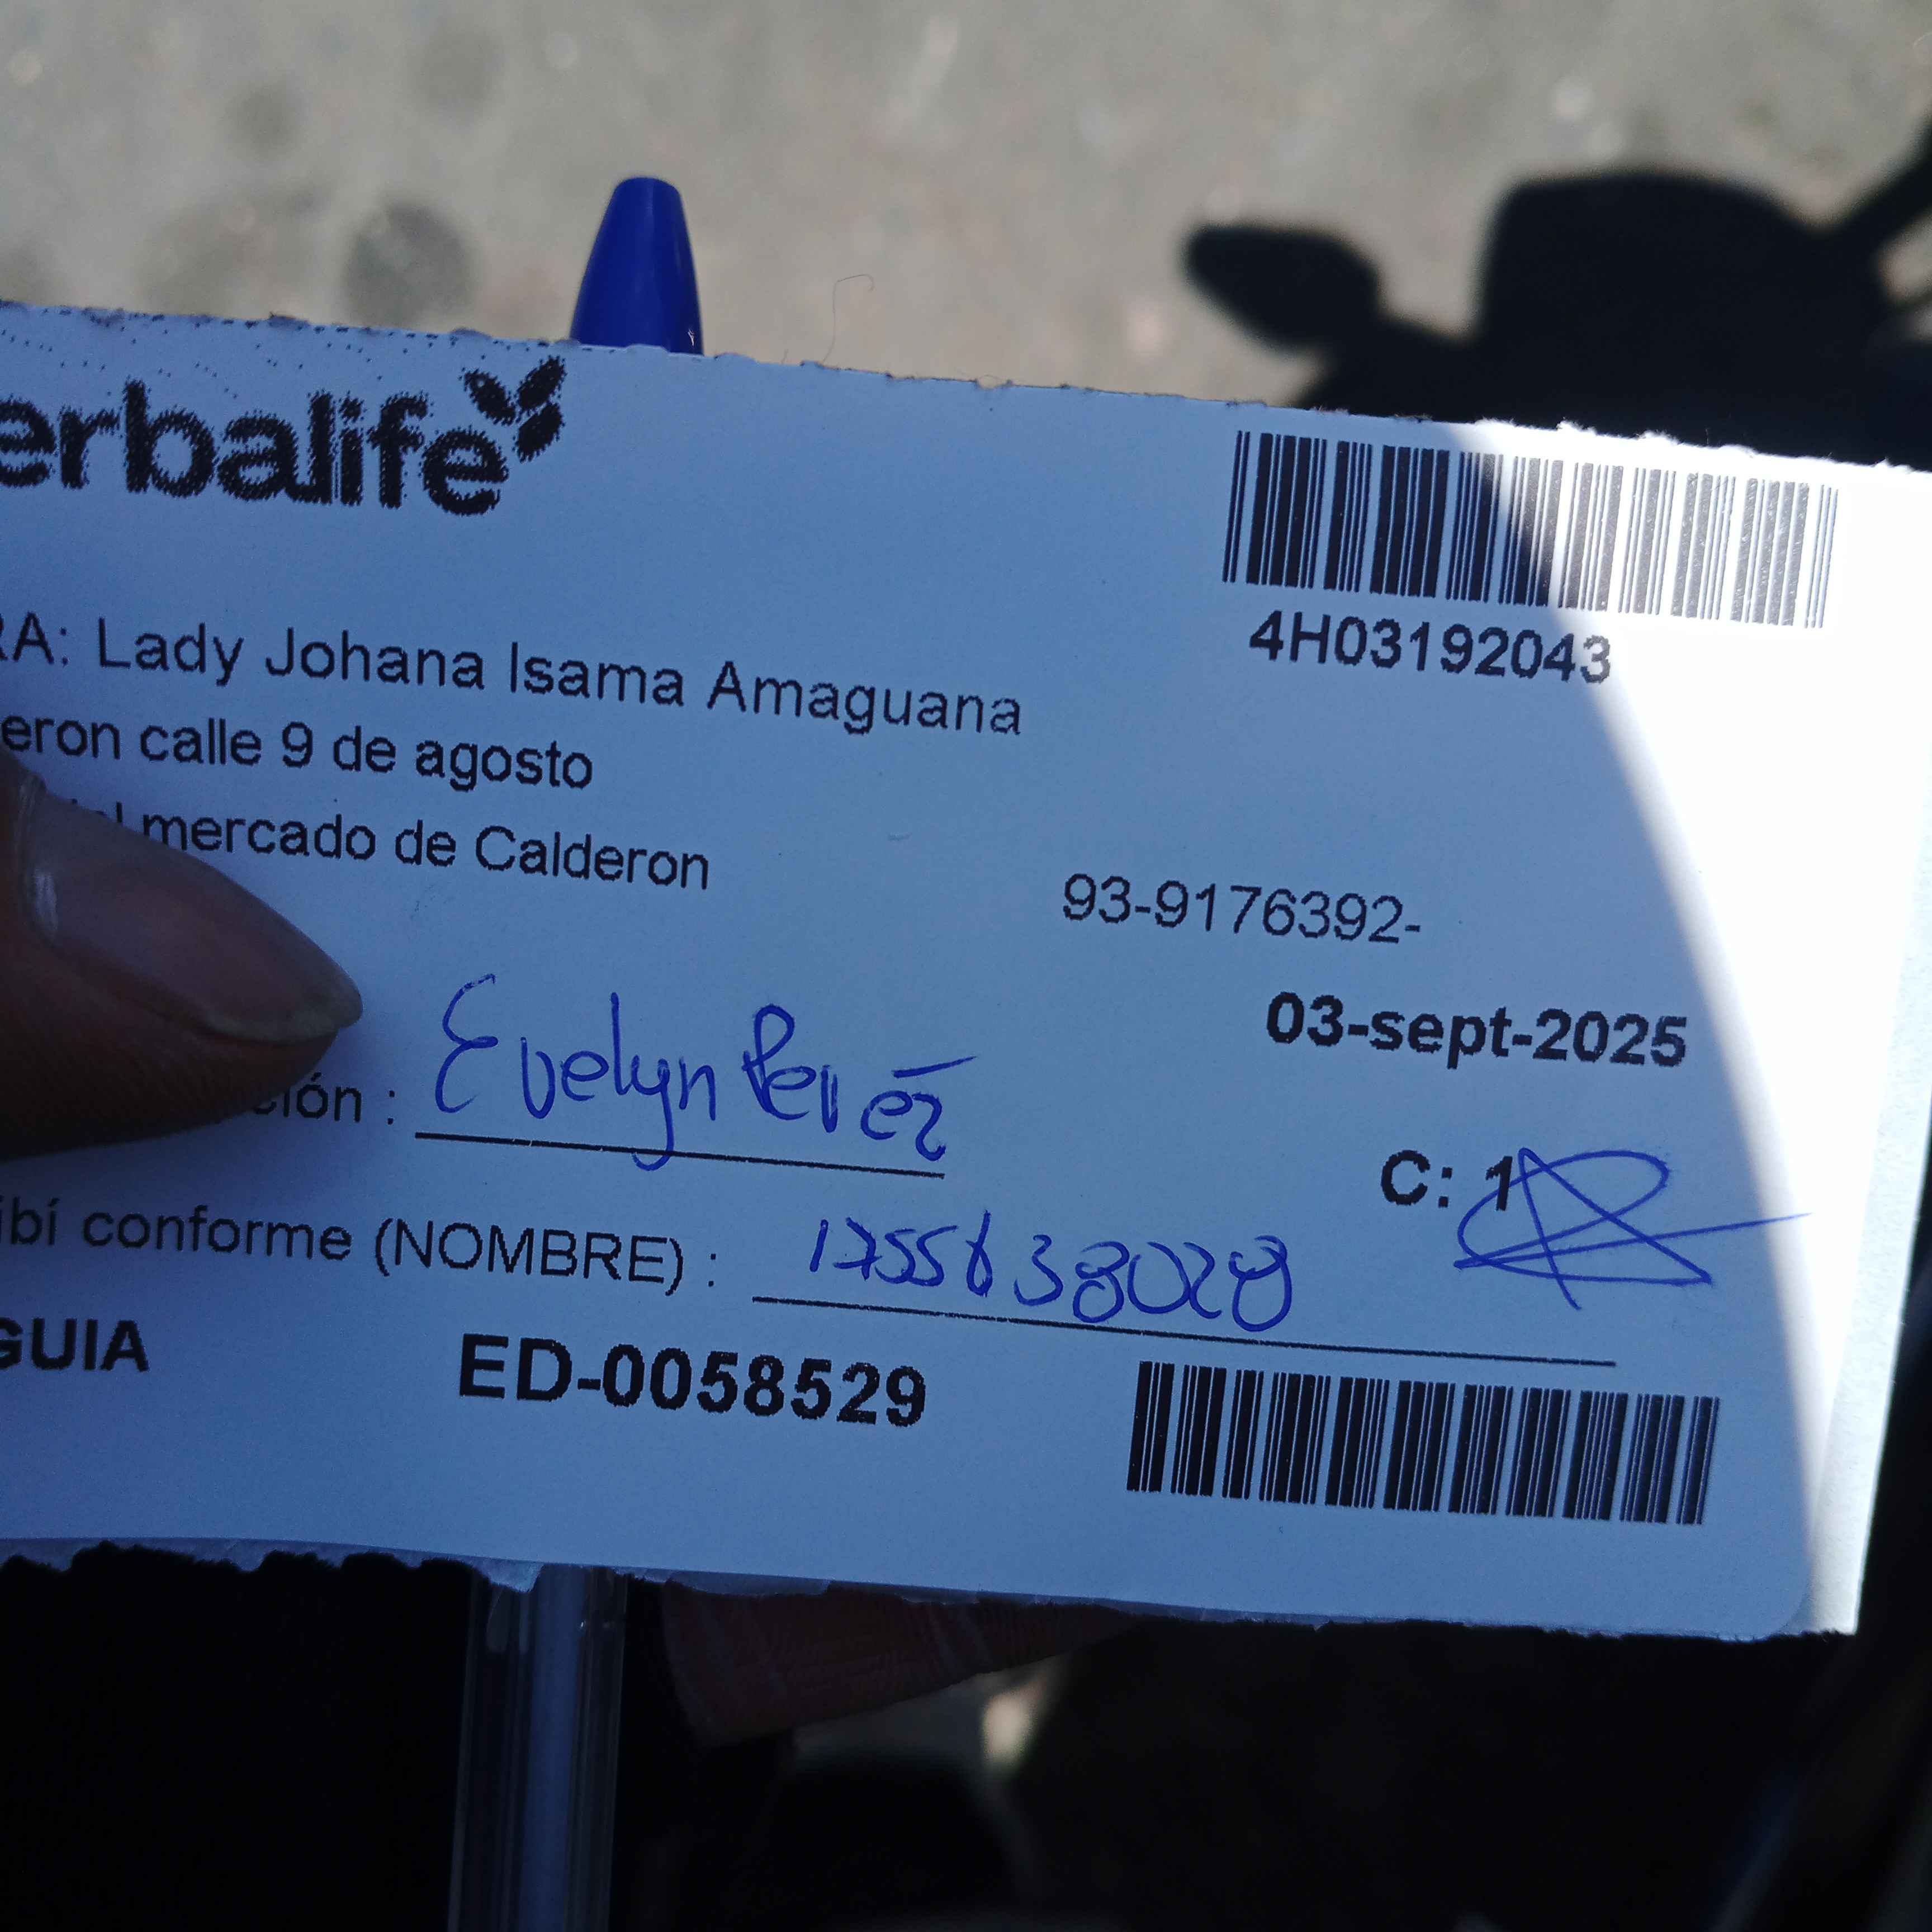 erbalife
4H03192043
RA: Lady Johana Isama Amaguana
eron calle 9 de agosto
mercado de Calderon
93-9176392-
03-sept-2025
ción : Evelyn Peréz
C: 1
ibí conforme (NOMBRE) : 1755638028
GUIA ED-0058529